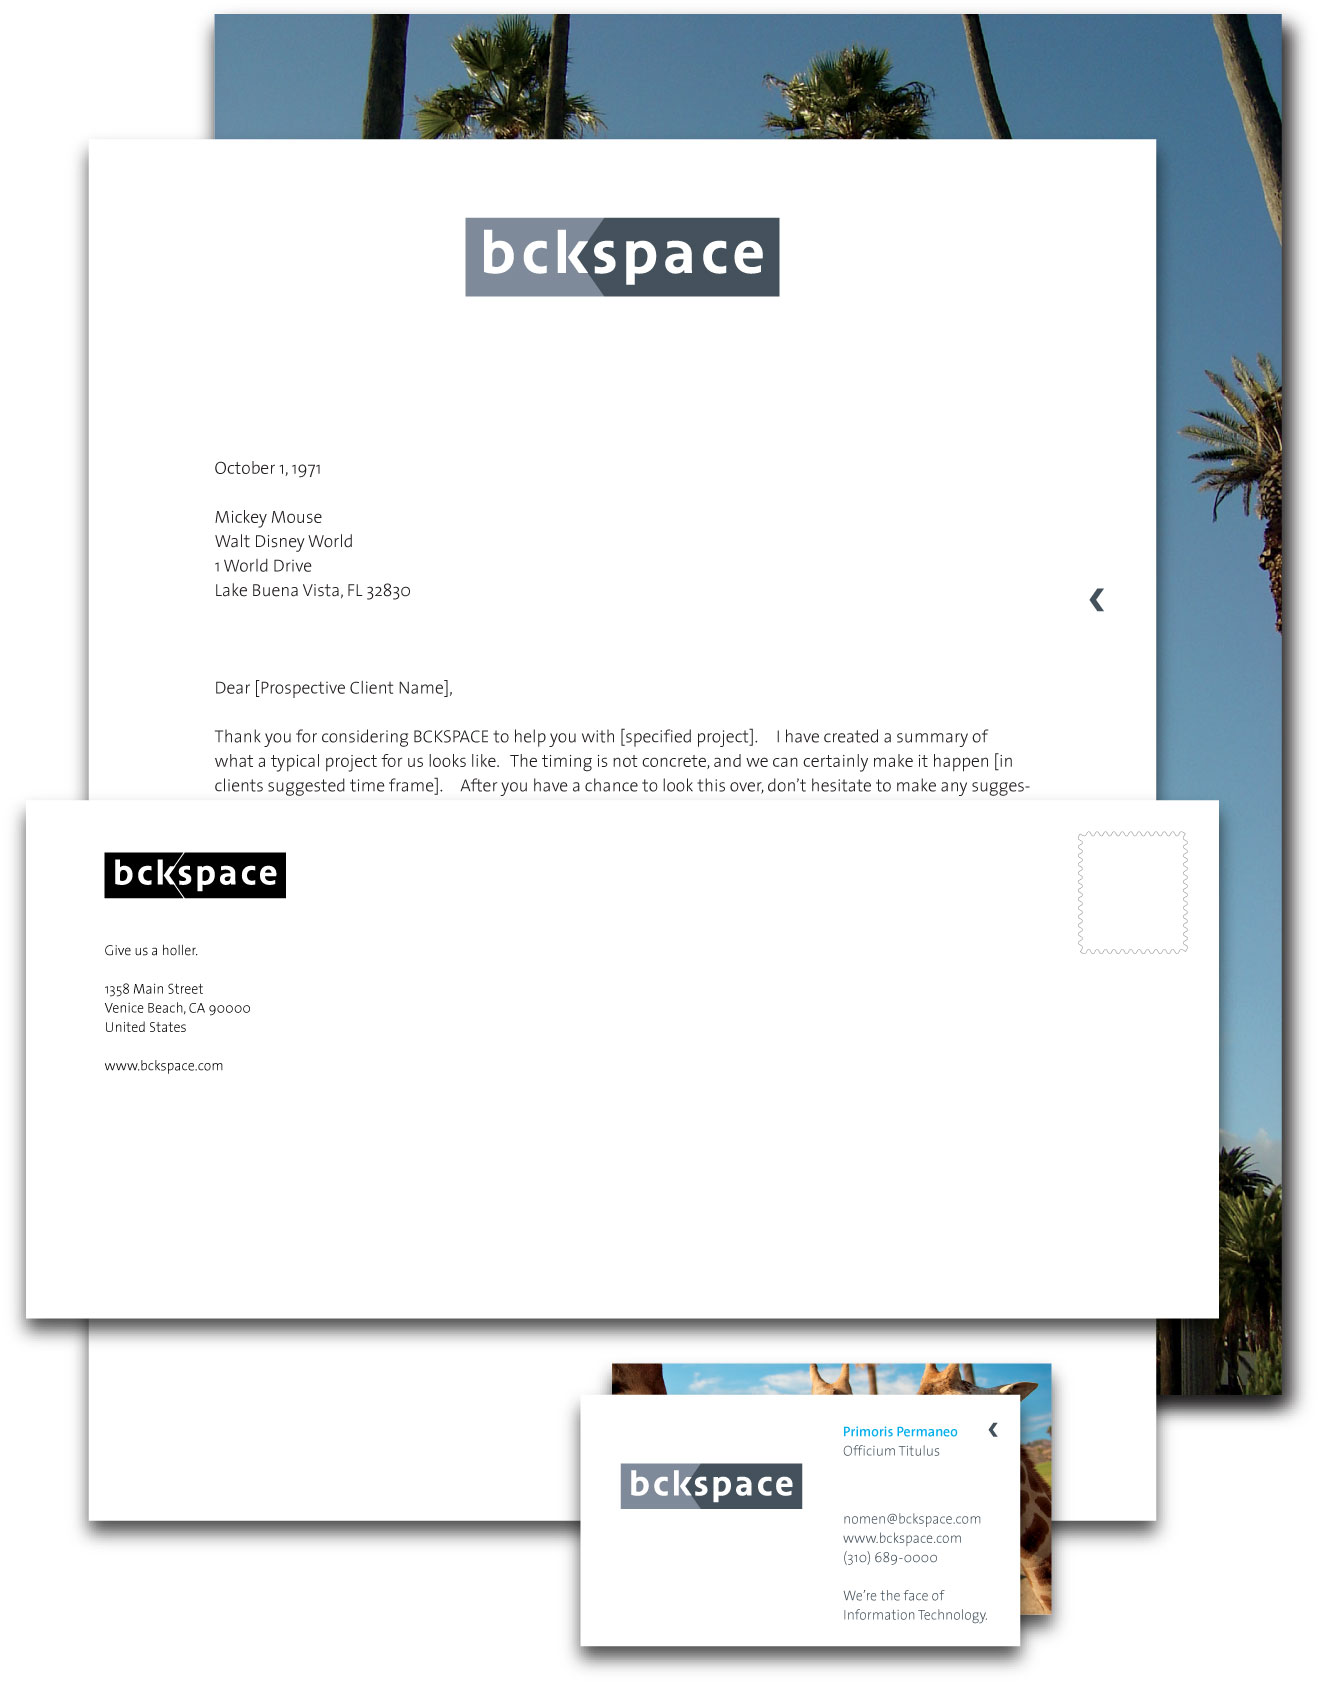 bckspace
October 1, 1971
Mickey Mouse
Walt Disney World
1 World Drive
Lake Buena Vista, FL 32830
Dear [Prospective Client Name],
Thank you for considering BCKSPACE to help you with [specified project]. I have created a summary of
what a typical project for us looks like. The timing is not concrete, and we can certainly make it happen [in
clients suggested time frame]. After you have a chance to look this over, don't hesitate to make any sugges-
bckspace
Give us a holler.
1358 Main Street
Venice Beach, CA 90000
United States
www.bckspace.com
bckspace
Primoris Permaneo
Officium Titulus
nomen@bckspace.com
www.bckspace.com
(310) 689-0000
We're the face of
Information Technology.